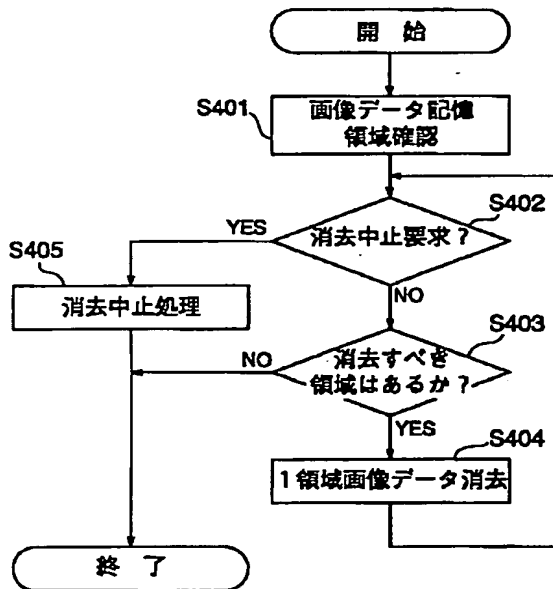 開 始
S401
画像データ記憶
領域確認
S402
消去中止要求？
YES
S405
消去中止処理
NO
S403
消去すべき
領域はあるか？
NO
YES
S404
１領域画像データ消去
終 了